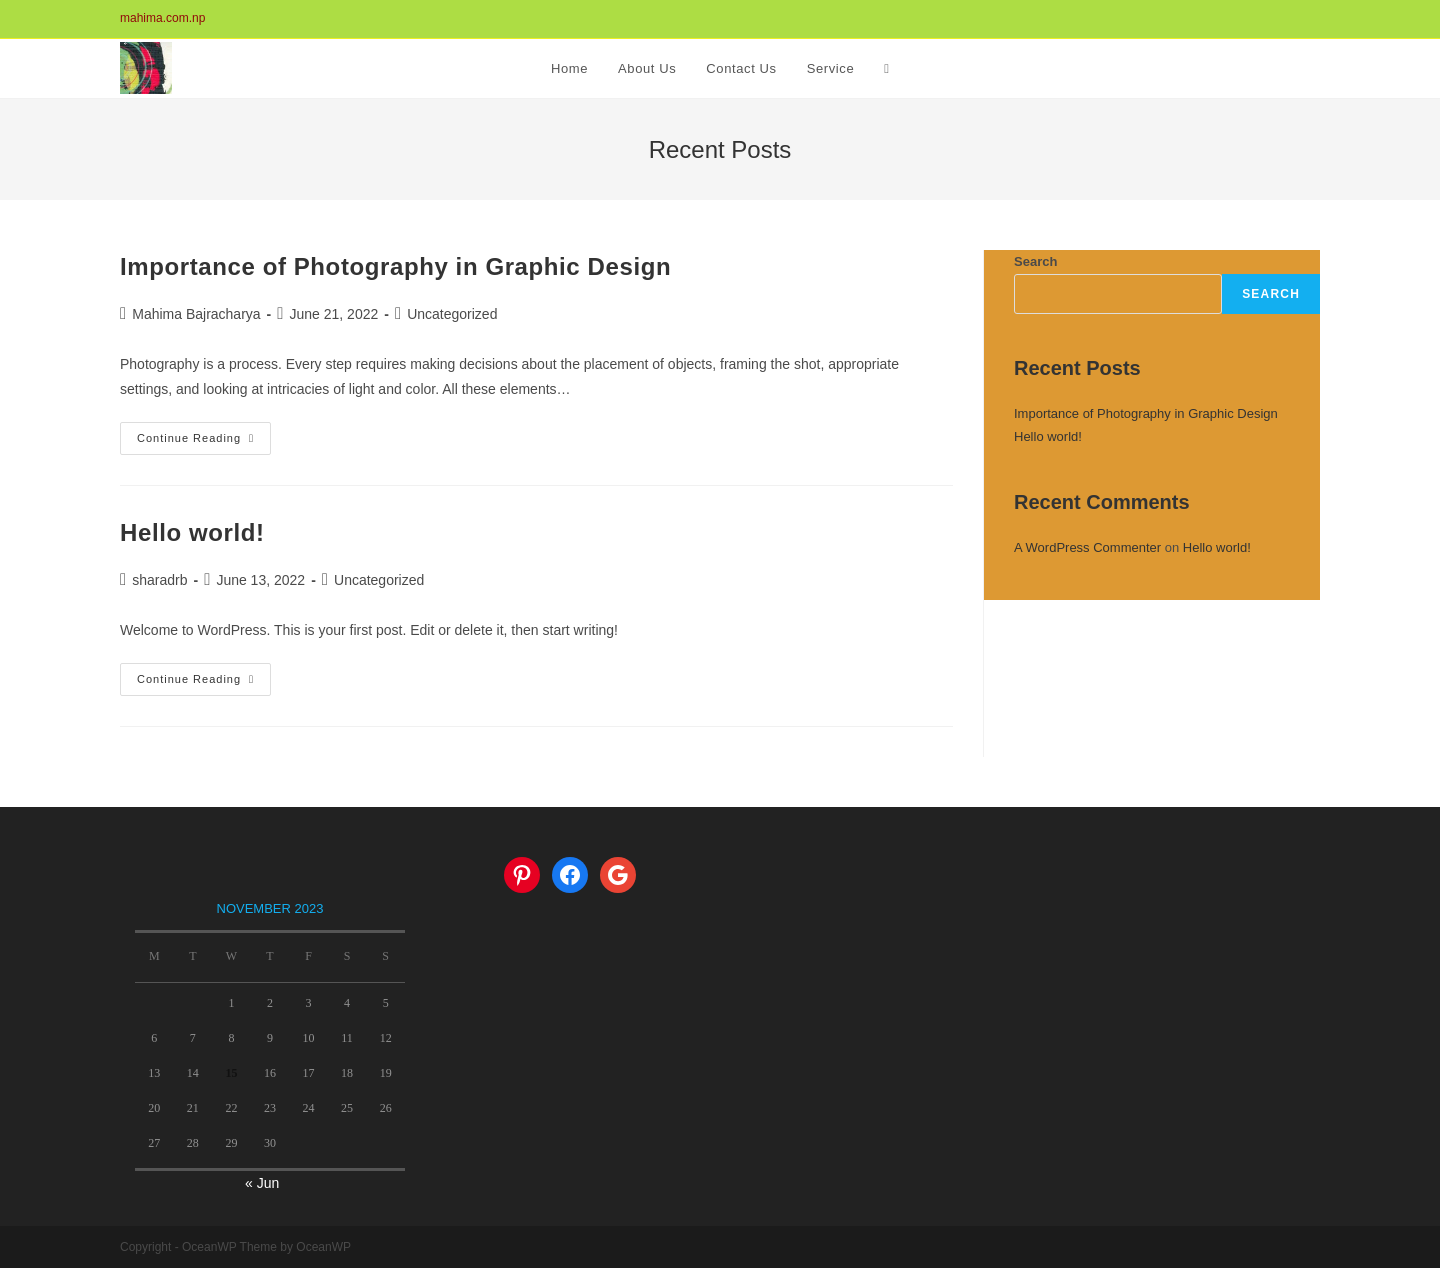 mahima.com.np
Home About Us Contact Us Service
Recent Posts
Importance of Photography in Graphic Design
Mahima Bajracharya - June 21, 2022 - Uncategorized
Photography is a process. Every step requires making decisions about the placement of objects, framing the shot, appropriate
settings, and looking at intricacies of light and color. All these elements…
Continue Reading
Hello world!
sharadrb - June 13, 2022 - Uncategorized
Welcome to WordPress. This is your first post. Edit or delete it, then start writing!
Continue Reading
Search
SEARCH
Recent Posts
Importance of Photography in Graphic Design
Hello world!
Recent Comments
A WordPress Commenter on Hello world!
NOVEMBER 2023
M T W T F S S
1 2 3 4 5
6 7 8 9 10 11 12
13 14 15 16 17 18 19
20 21 22 23 24 25 26
27 28 29 30
« Jun
Copyright - OceanWP Theme by OceanWP